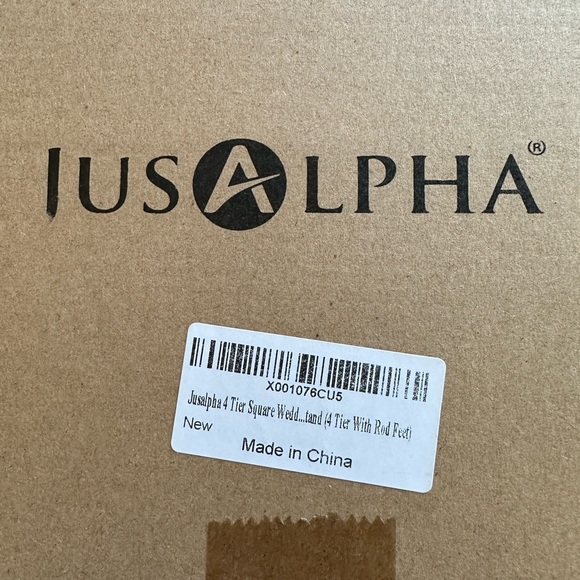 JUSALPHA®
X001076CU5
Jusalpha 4 Tier Square Wedd...tand (4 Tier With Rod Feet)
New
Made in China